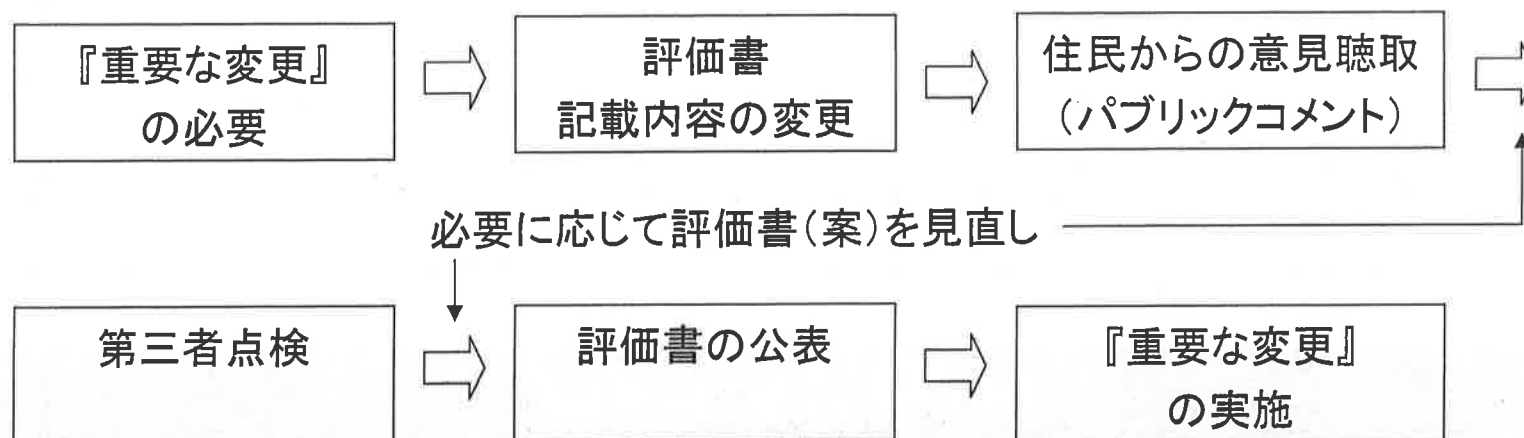 『重要な変更』
の必要
評価書
記載内容の変更
住民からの意見聴取
（パブリックコメント）
必要に応じて評価書（案）を見直し
第三者点検
評価書の公表
『重要な変更』
の実施